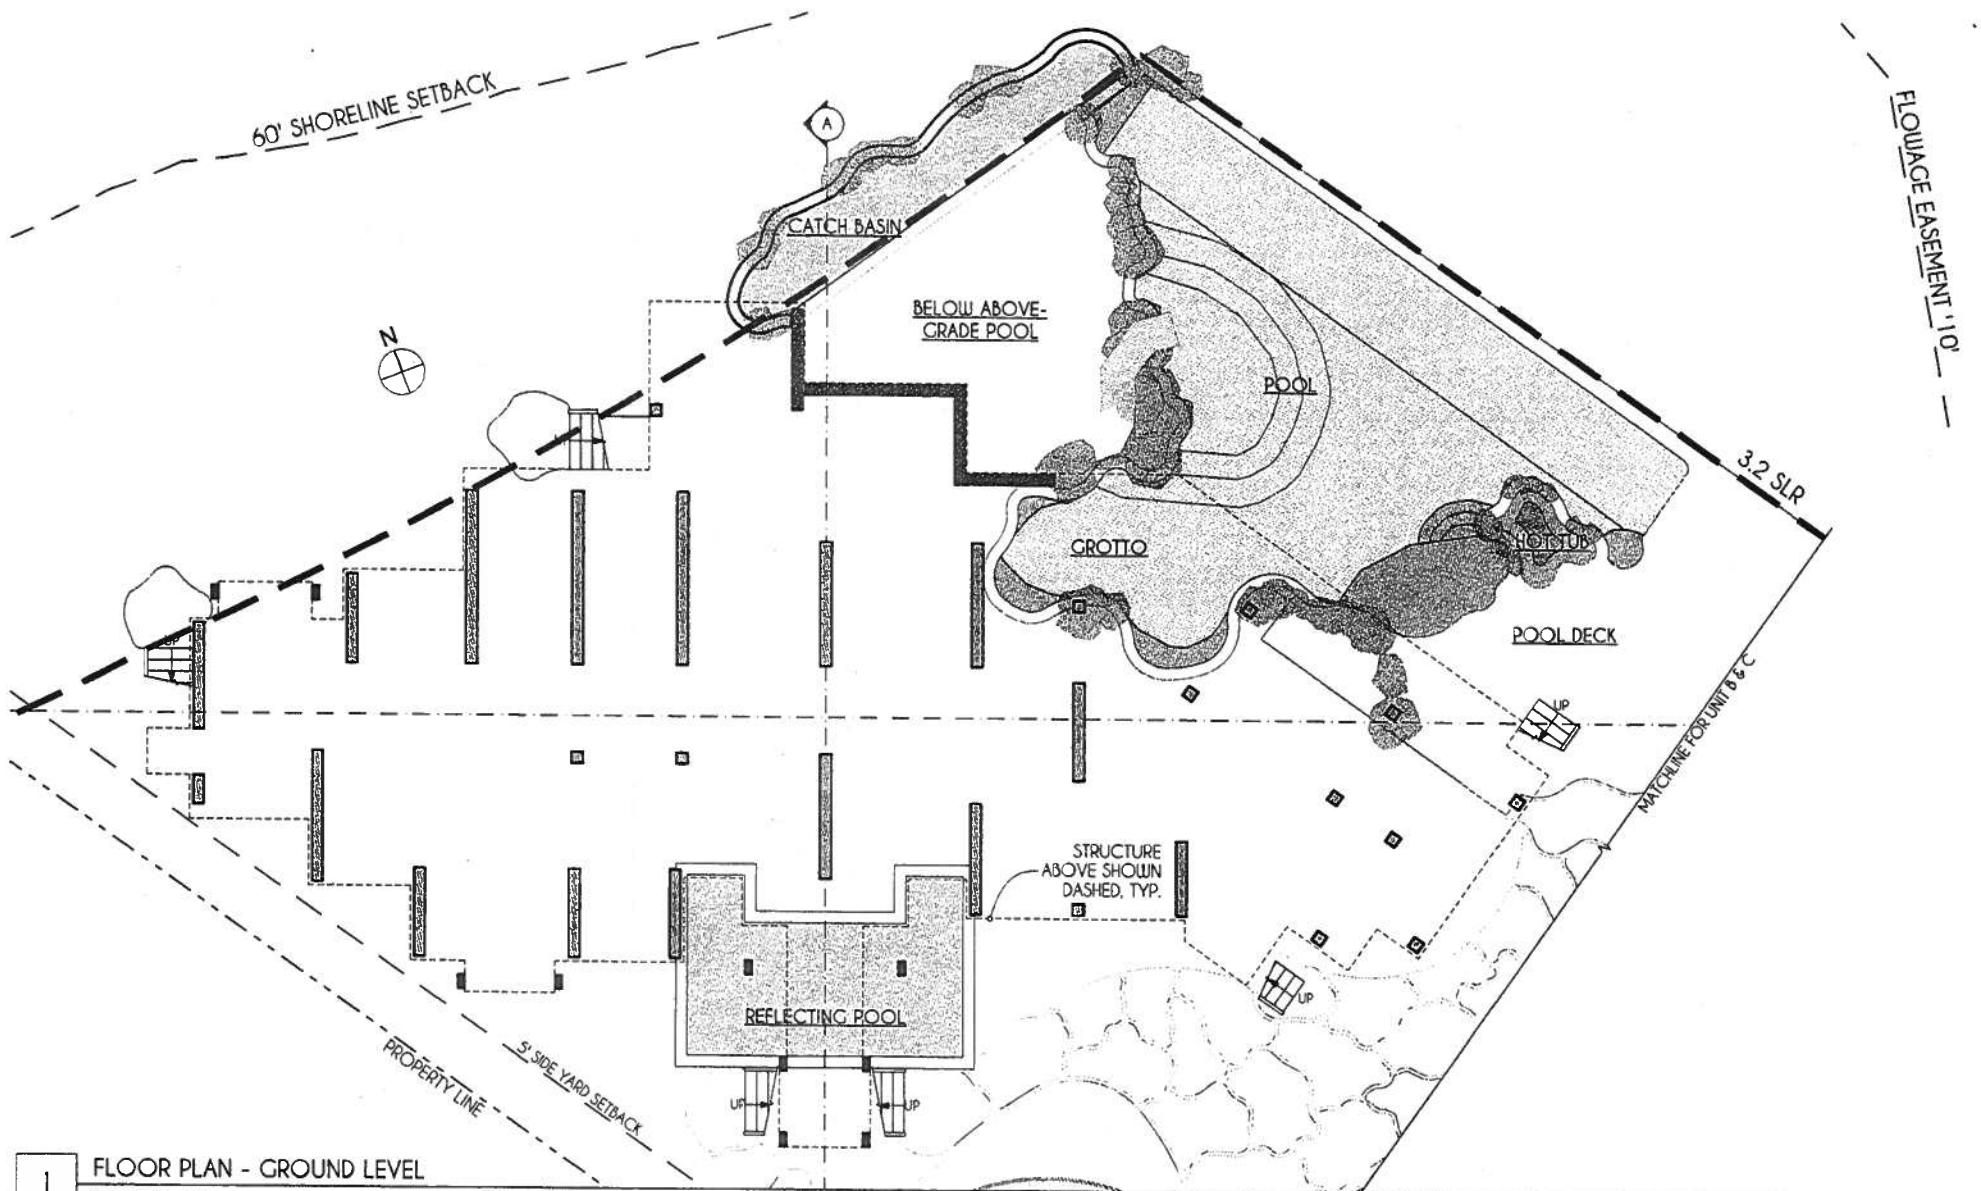 60' SHORELINE SETBACK
FLOWAGE EASEMENT '10'
A
CATCH BASIN
BELOW ABOVE-
GRADE POOL
N
POOL
3.2 SLR
GROTTO
HOT TUB
POOL DECK
UP
UP
MATCHLINE FOR UNIT B & C
STRUCTURE
ABOVE SHOWN
DASHED, TYP.
UP
REFLECTING POOL
5' SIDE YARD SETBACK
PROPERTY LINE
UP
UP
1
FLOOR PLAN - GROUND LEVEL